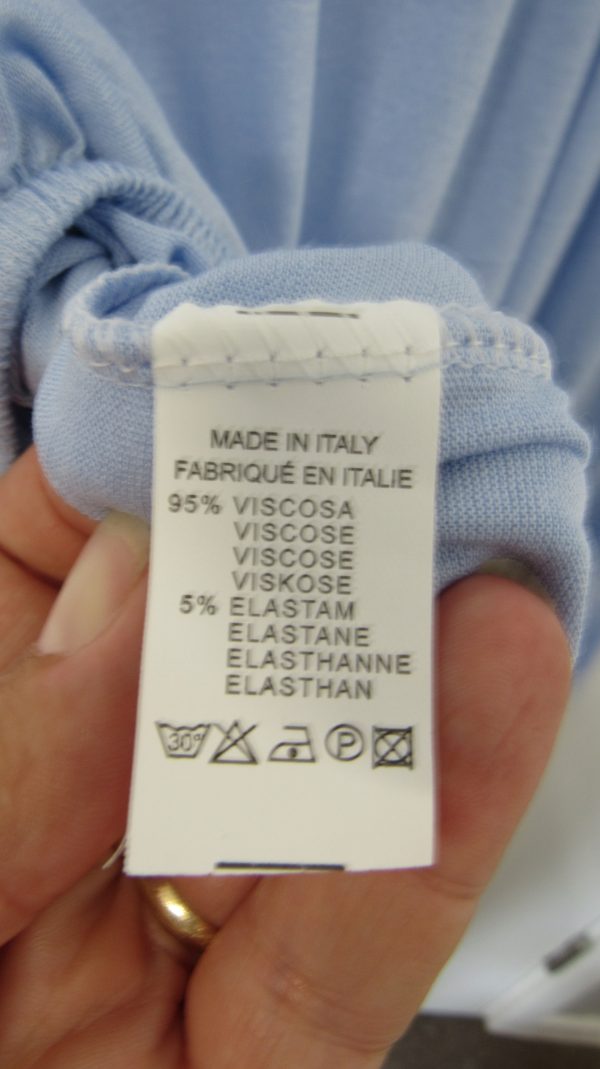 MADE IN ITALY
FABRIQUÉ EN ITALIE
95% VISCOSA
VISCOSE
VISCOSE
VISKOSE
5% ELASTAM
ELASTANE
ELASTHANNE
ELASTHAN
30° P